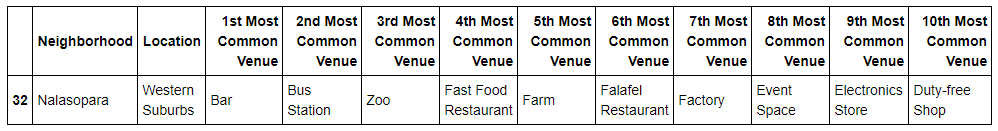 Neighborhood Location 1st Most Common Venue 2nd Most Common Venue 3rd Most Common Venue 4th Most Common Venue 5th Most Common Venue 6th Most Common Venue 7th Most Common Venue 8th Most Common Venue 9th Most Common Venue 10th Most Common Venue
32 Nalasopara Western Suburbs Bar Bus Station Zoo Fast Food Restaurant Farm Falafel Restaurant Factory Event Space Electronics Store Duty-free Shop